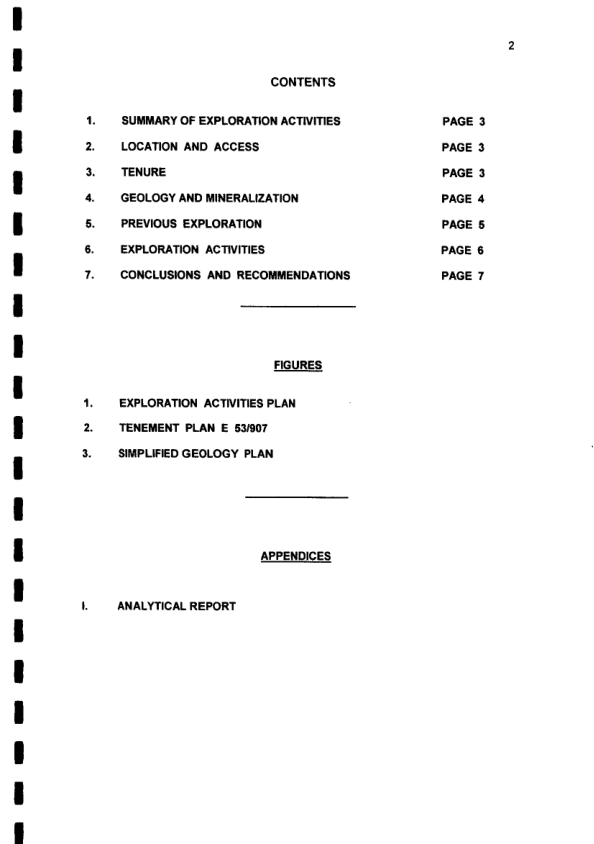 2
CONTENTS
1. SUMMARY OF EXPLORATION ACTIVITIES PAGE 3
2. LOCATION AND ACCESS PAGE 3
3. TENURE PAGE 3
4. GEOLOGY AND MINERALIZATION PAGE 4
5. PREVIOUS EXPLORATION PAGE 5
6. EXPLORATION ACTIVITIES PAGE 6
7. CONCLUSIONS AND RECOMMENDATIONS PAGE 7
FIGURES
1. EXPLORATION ACTIVITIES PLAN
2. TENEMENT PLAN E 53/907
3. SIMPLIFIED GEOLOGY PLAN
APPENDICES
I. ANALYTICAL REPORT